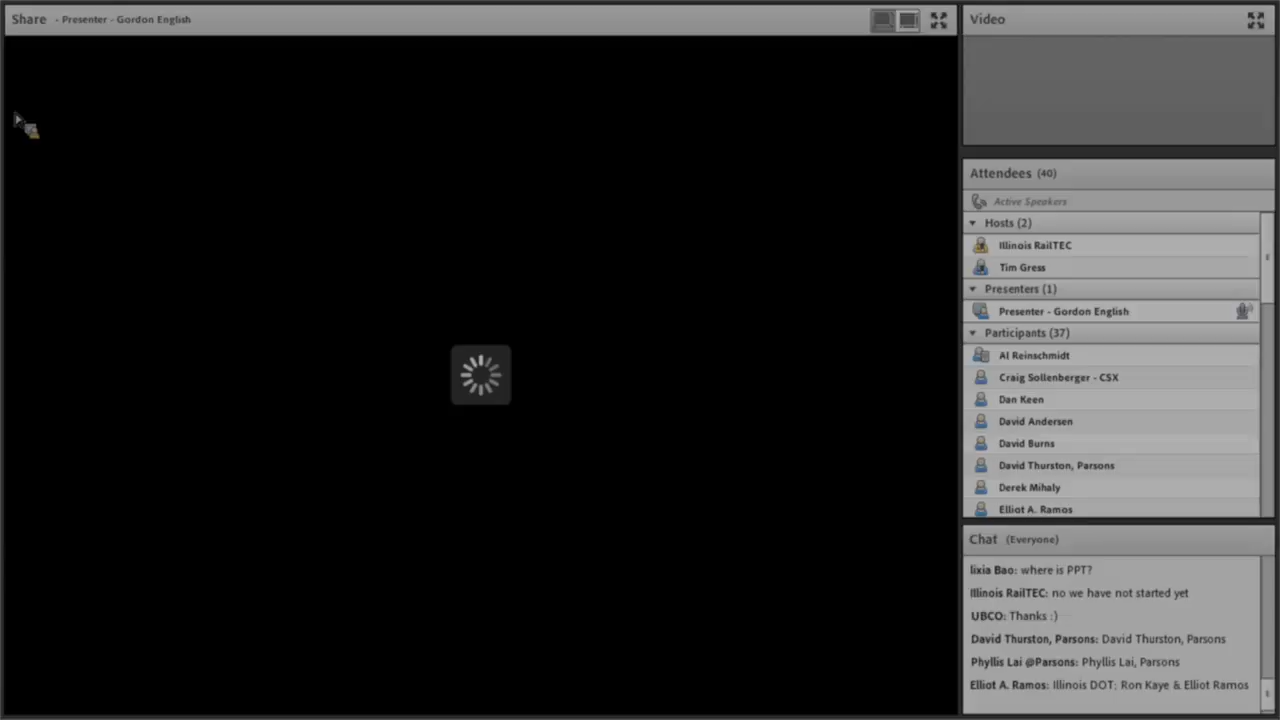 Share - Presenter - Gordon English
Video
Attendees (40)
Active Speakers
Hosts (2)
Illinois RailTEC
Tim Gress
Presenters (1)
Presenter - Gordon English
Participants (37)
Al Reinschmidt
Craig Sollenberger - CSX
Dan Keen
David Andersen
David Burns
David Thurston, Parsons
Derek Mihaly
Elliot A. Ramos
Chat (Everyone)
lixia Bao: where is PPT?
Illinois RailTEC: no we have not started yet
UBCO: Thanks :)
David Thurston, Parsons: David Thurston, Parsons
Phyllis Lai @Parsons: Phyllis Lai, Parsons
Elliot A. Ramos: Illinois DOT: Ron Kaye & Elliot Ramos